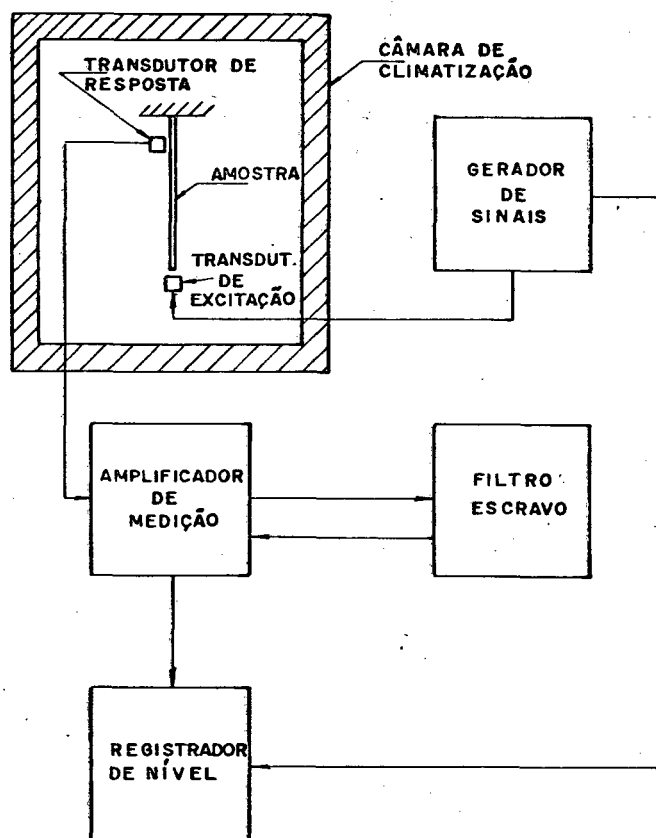 TRANSDUTOR DE
RESPOSTA
CÂMARA DE
CLIMATIZAÇÃO
AMOSTRA
TRANSDUT.
DE
EXCITAÇÃO
GERADOR
DE
SINAIS
AMPLIFICADOR
DE
MEDIÇÃO
FILTRO
ESCRAVO
REGISTRADOR
DE NÍVEL